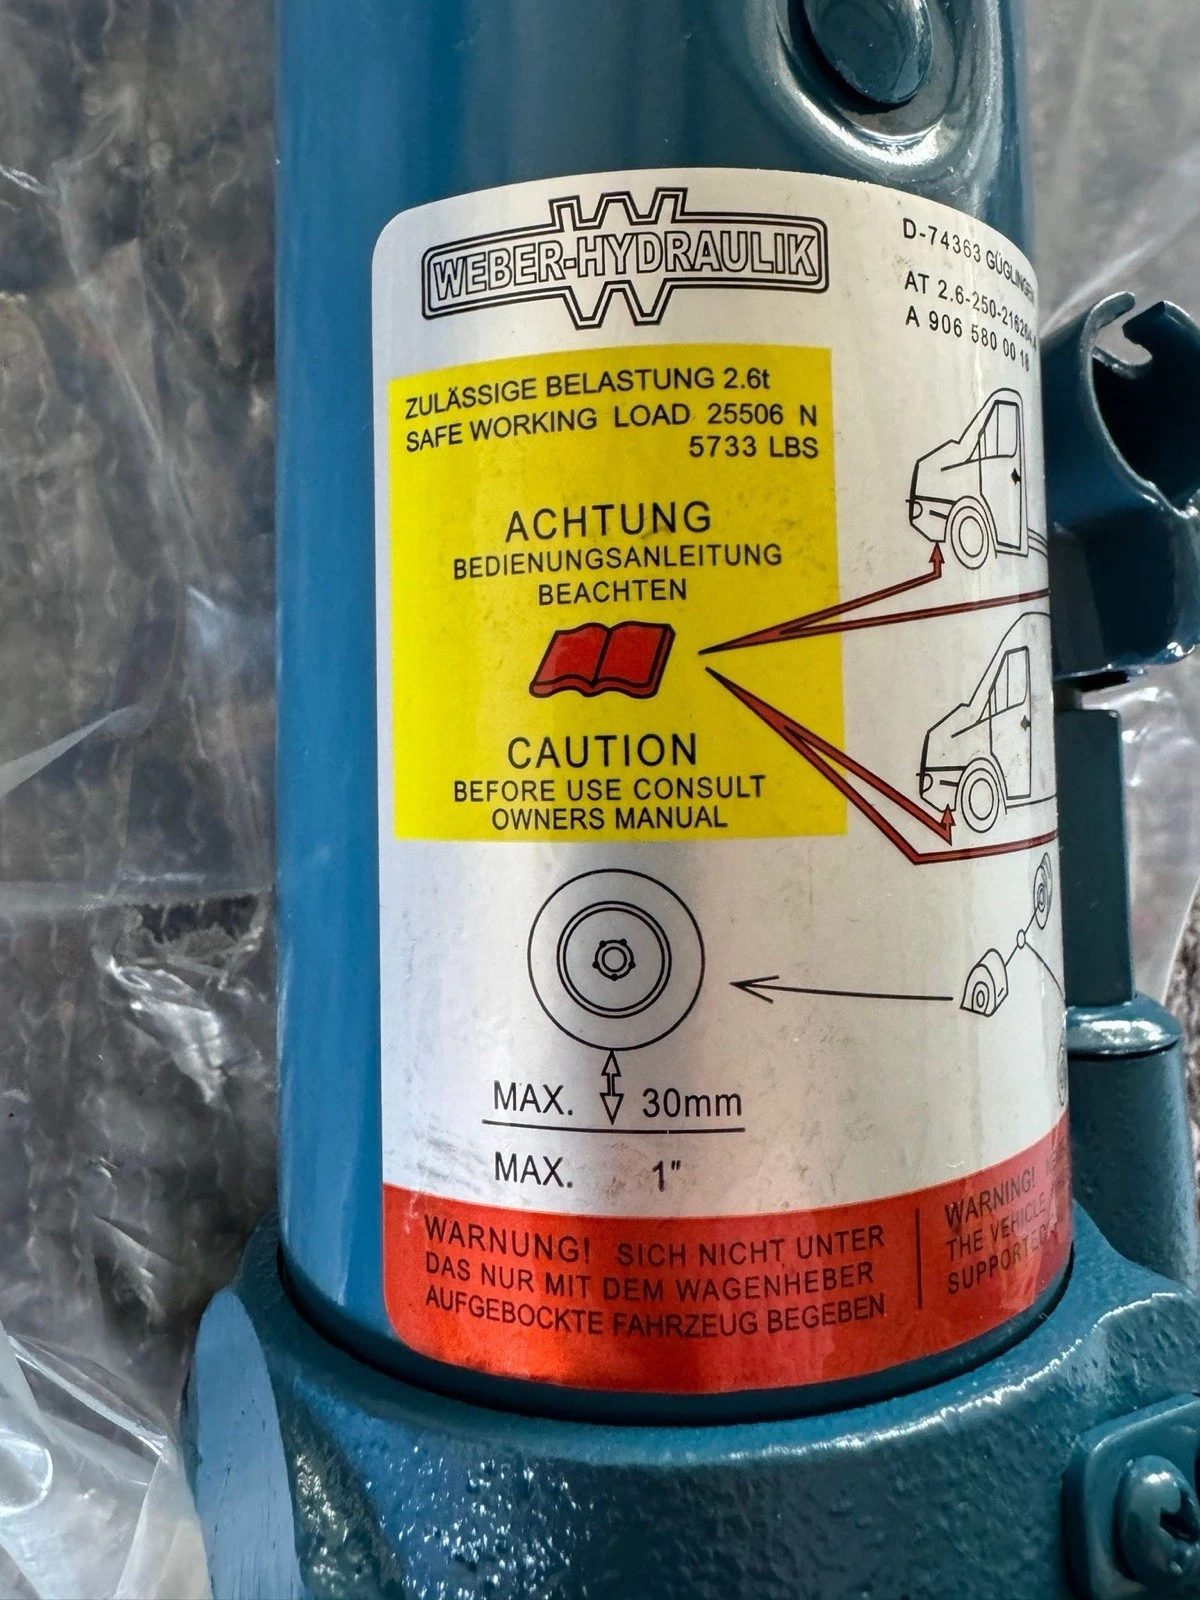 WEBER-HYDRAULIK
D-74363 GÜGLINGEN
AT 2.6-250-216204.4
A 906 580 00 18
ZULÄSSIGE BELASTUNG 2.6t
SAFE WORKING LOAD 25506 N
5733 LBS
ACHTUNG
BEDIENUNGSANLEITUNG
BEACHTEN
CAUTION
BEFORE USE CONSULT
OWNERS MANUAL
MAX. 30mm
MAX. 1"
WARNUNG! SICH NICHT UNTER
DAS NUR MIT DEM WAGENHEBER
AUFGEBOCKTE FAHRZEUG BEGEBEN
WARNING!
THE VEHICLE
SUPPORTED